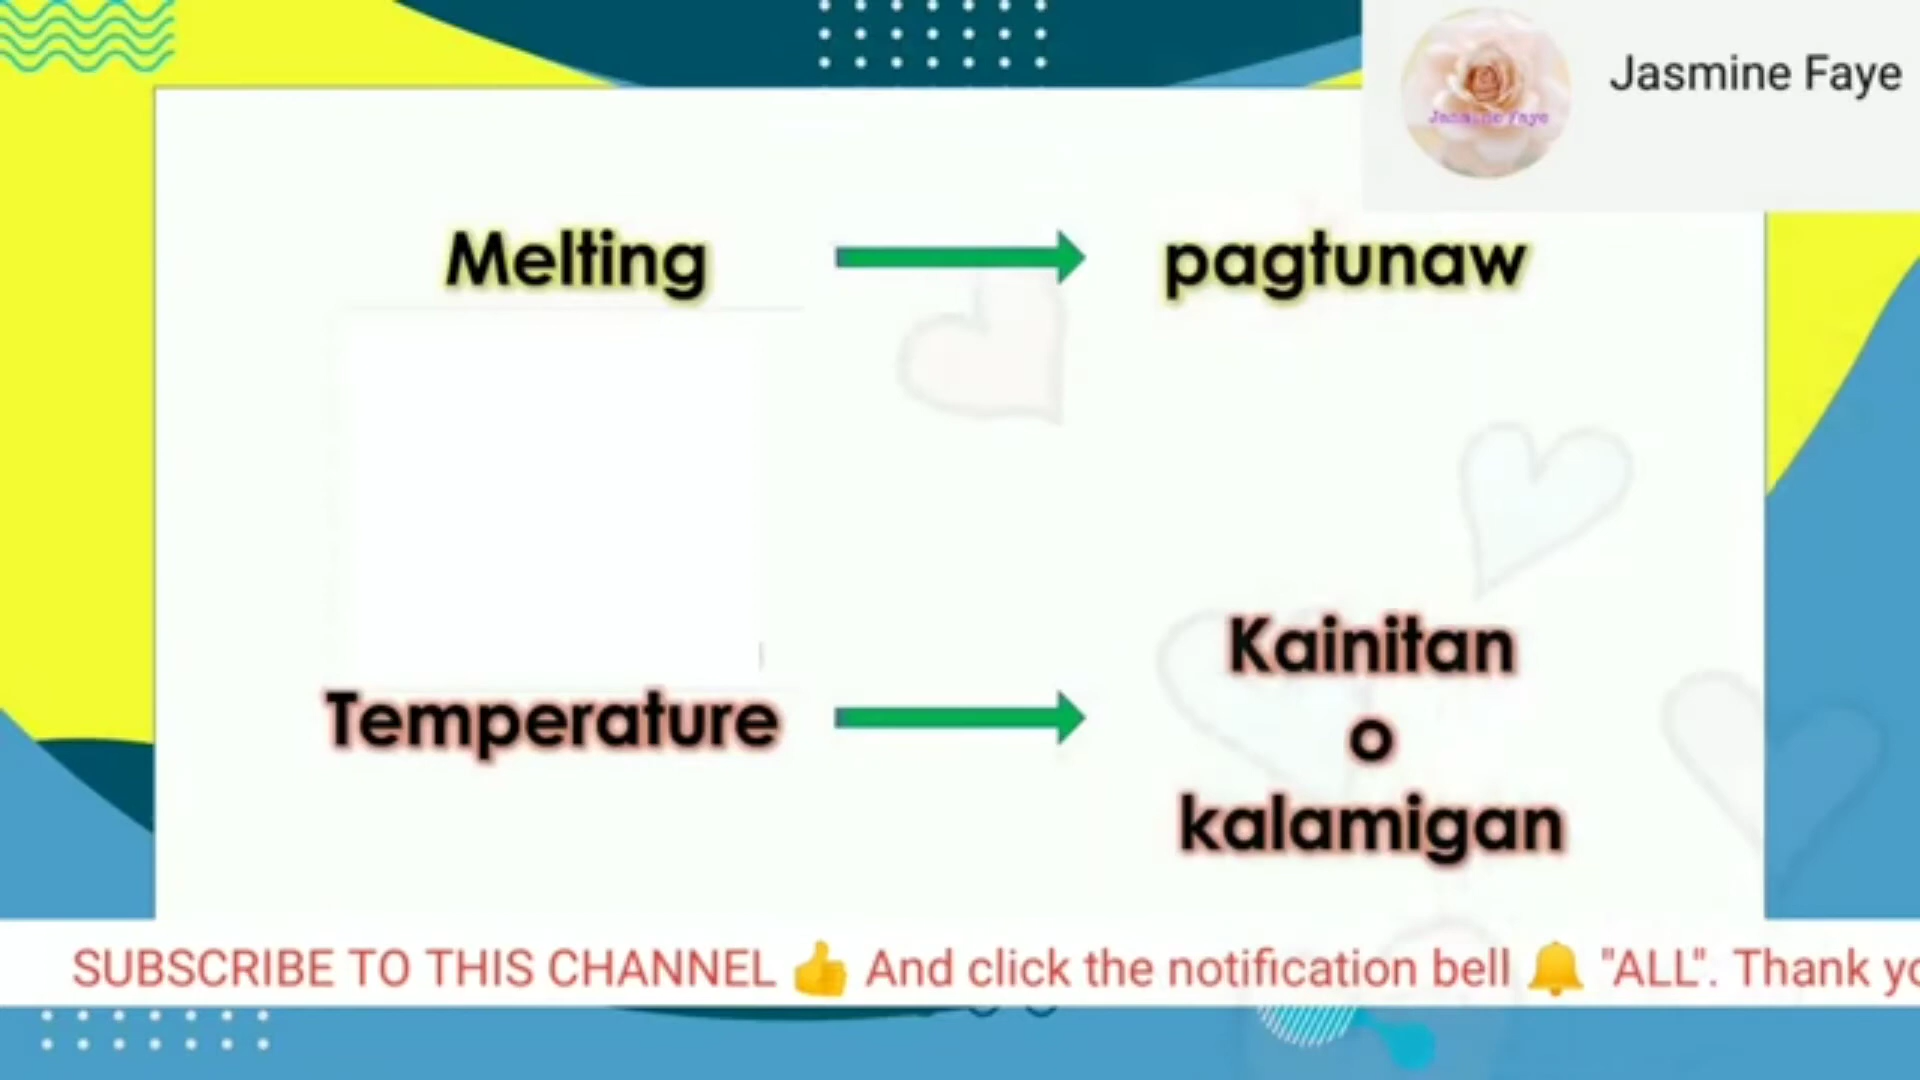 Jasmine Faye
Melting pagtunaw
Kainitan
Temperature o
kalamigan
SUBSCRIBE TO THIS CHANNEL 👍 And click the notification bell 🔔 "ALL". Thank yo